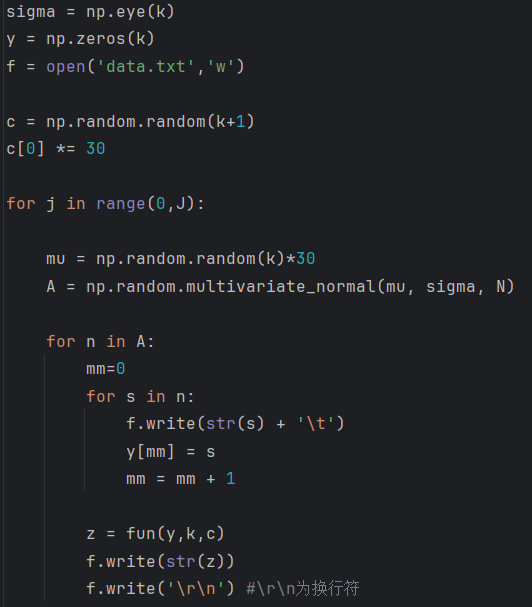 sigma = np.eye(k)
y = np.zeros(k)
f = open('data.txt','w')
c = np.random.random(k+1)
c[0] *= 30
for j in range(0,J):
mu = np.random.random(k)*30
A = np.random.multivariate_normal(mu, sigma, N)
for n in A:
mm=0
for s in n:
f.write(str(s) + '\t')
y[mm] = s
mm = mm + 1
z = fun(y,k,c)
f.write(str(z))
f.write('\r\n') #\r\n为换行符